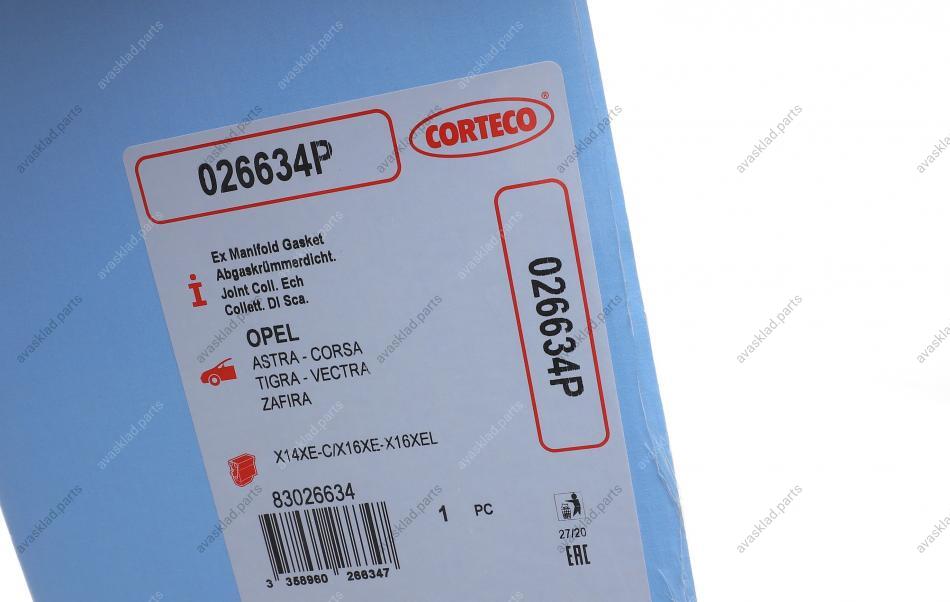 026634P
CORTECO®
Ex Manifold Gasket
Abgaskrümmerdicht.
Joint Coll. Ech
Collett. Di Sca.
OPEL
ASTRA - CORSA
TIGRA - VECTRA
ZAFIRA
026634P
X14XE-C/X16XE-X16XEL
83026634
1 PC
27/20
EAC
3 358960 266347
avasklad.parts